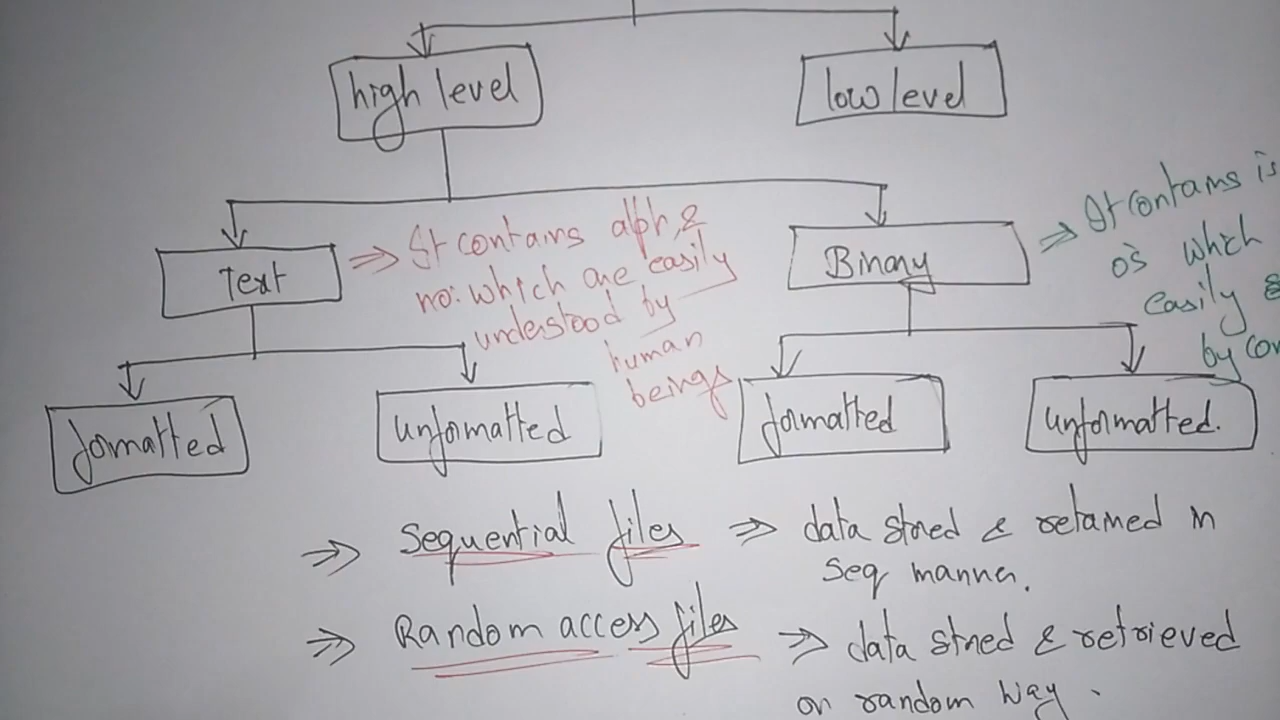 high level
low level
Text
⇒ It contains alph &
no: which are easily
understood by
human
beings
Binary
⇒ It contains 1s
0s which
easily
by
formatted
unformatted
formatted
unformatted.
⇒ Sequential files ⇒ data stored & retained in
Seq manner.
⇒ Random access files ⇒ data stored & retrieved
on random way.